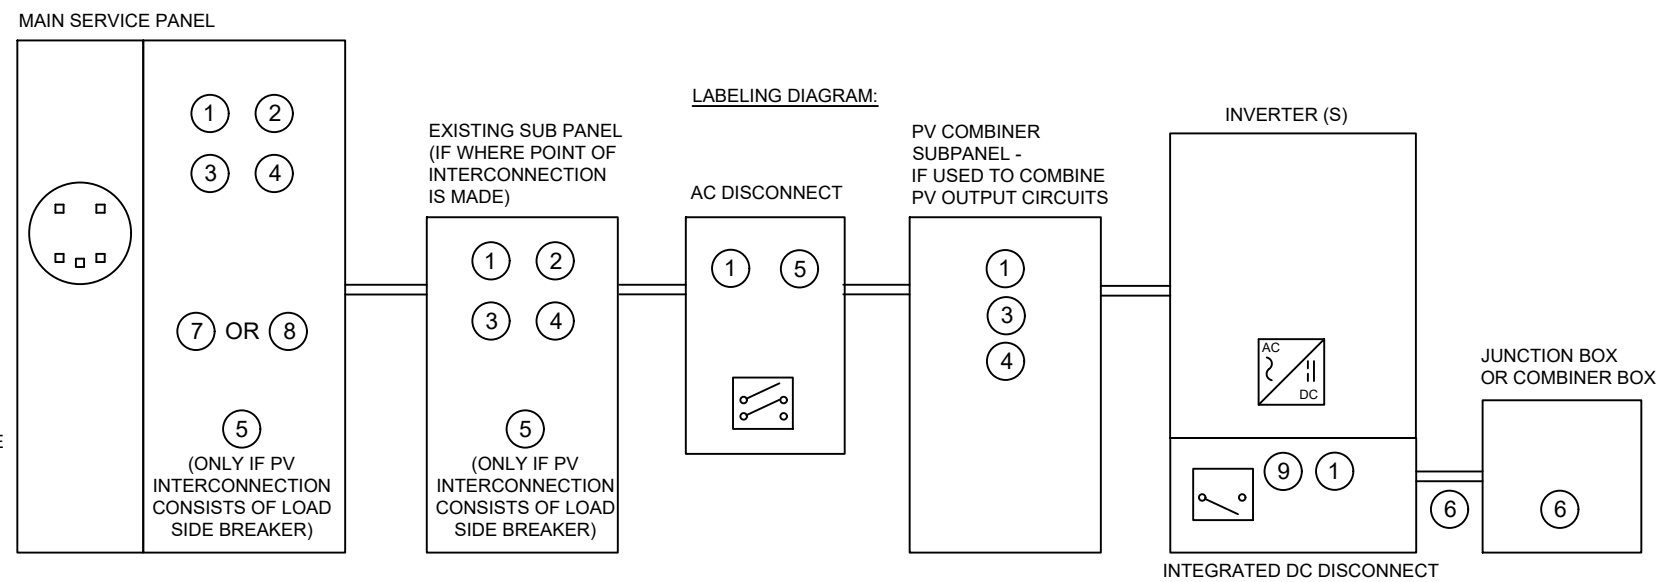 MAIN SERVICE PANEL
1 2
3 4
7 OR 8
5
(ONLY IF PV
INTERCONNECTION
CONSISTS OF LOAD
SIDE BREAKER)
E
EXISTING SUB PANEL
(IF WHERE POINT OF
INTERCONNECTION
IS MADE)
1 2
3 4
5
(ONLY IF PV
INTERCONNECTION
CONSISTS OF LOAD
SIDE BREAKER)
LABELING DIAGRAM:
AC DISCONNECT
1 5
PV COMBINER
SUBPANEL -
IF USED TO COMBINE
PV OUTPUT CIRCUITS
1
3
4
INVERTER (S)
AC
DC
9 1
INTEGRATED DC DISCONNECT
6
JUNCTION BOX
OR COMBINER BOX
6